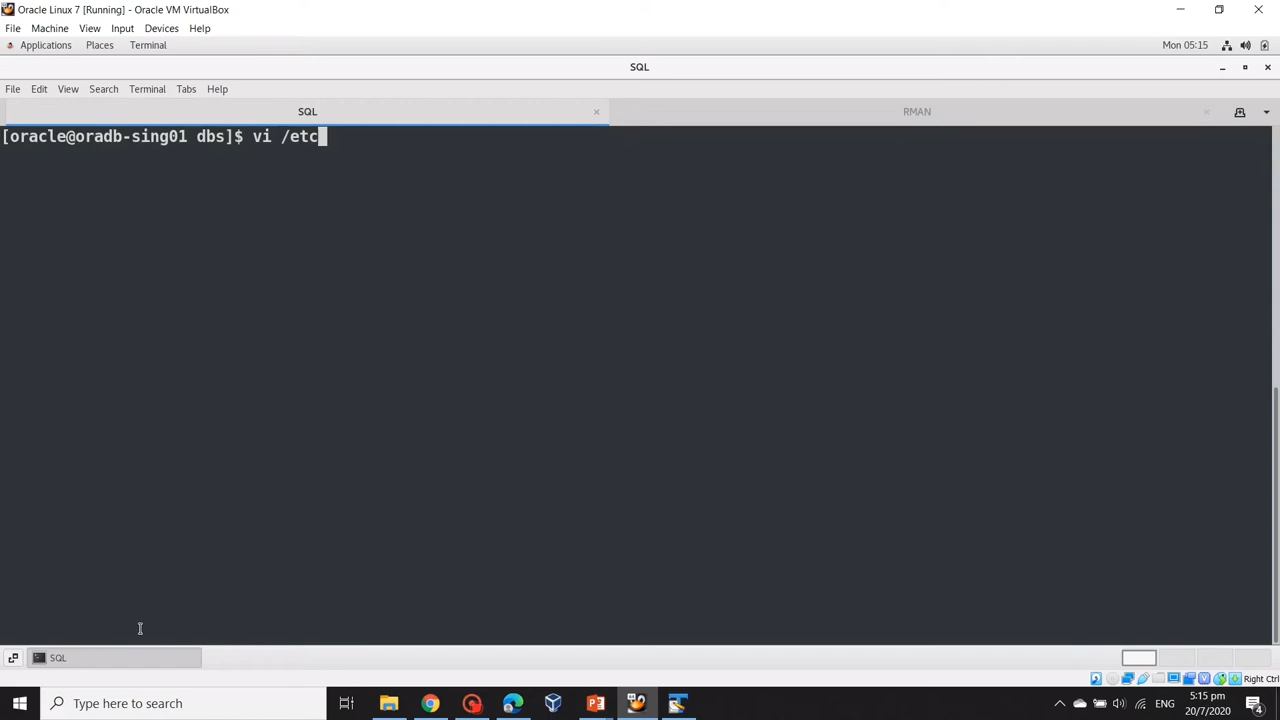 Oracle Linux 7 [Running] - Oracle VM VirtualBox
File Machine View Input Devices Help
Applications Places Terminal Mon 05:15
SQL
File Edit View Search Terminal Tabs Help
SQL RMAN
[oracle@oradb-sing01 dbs]$ vi /etc
SQL
Right Ctrl
Type here to search
ENG
5:15 pm
20/7/2020
4